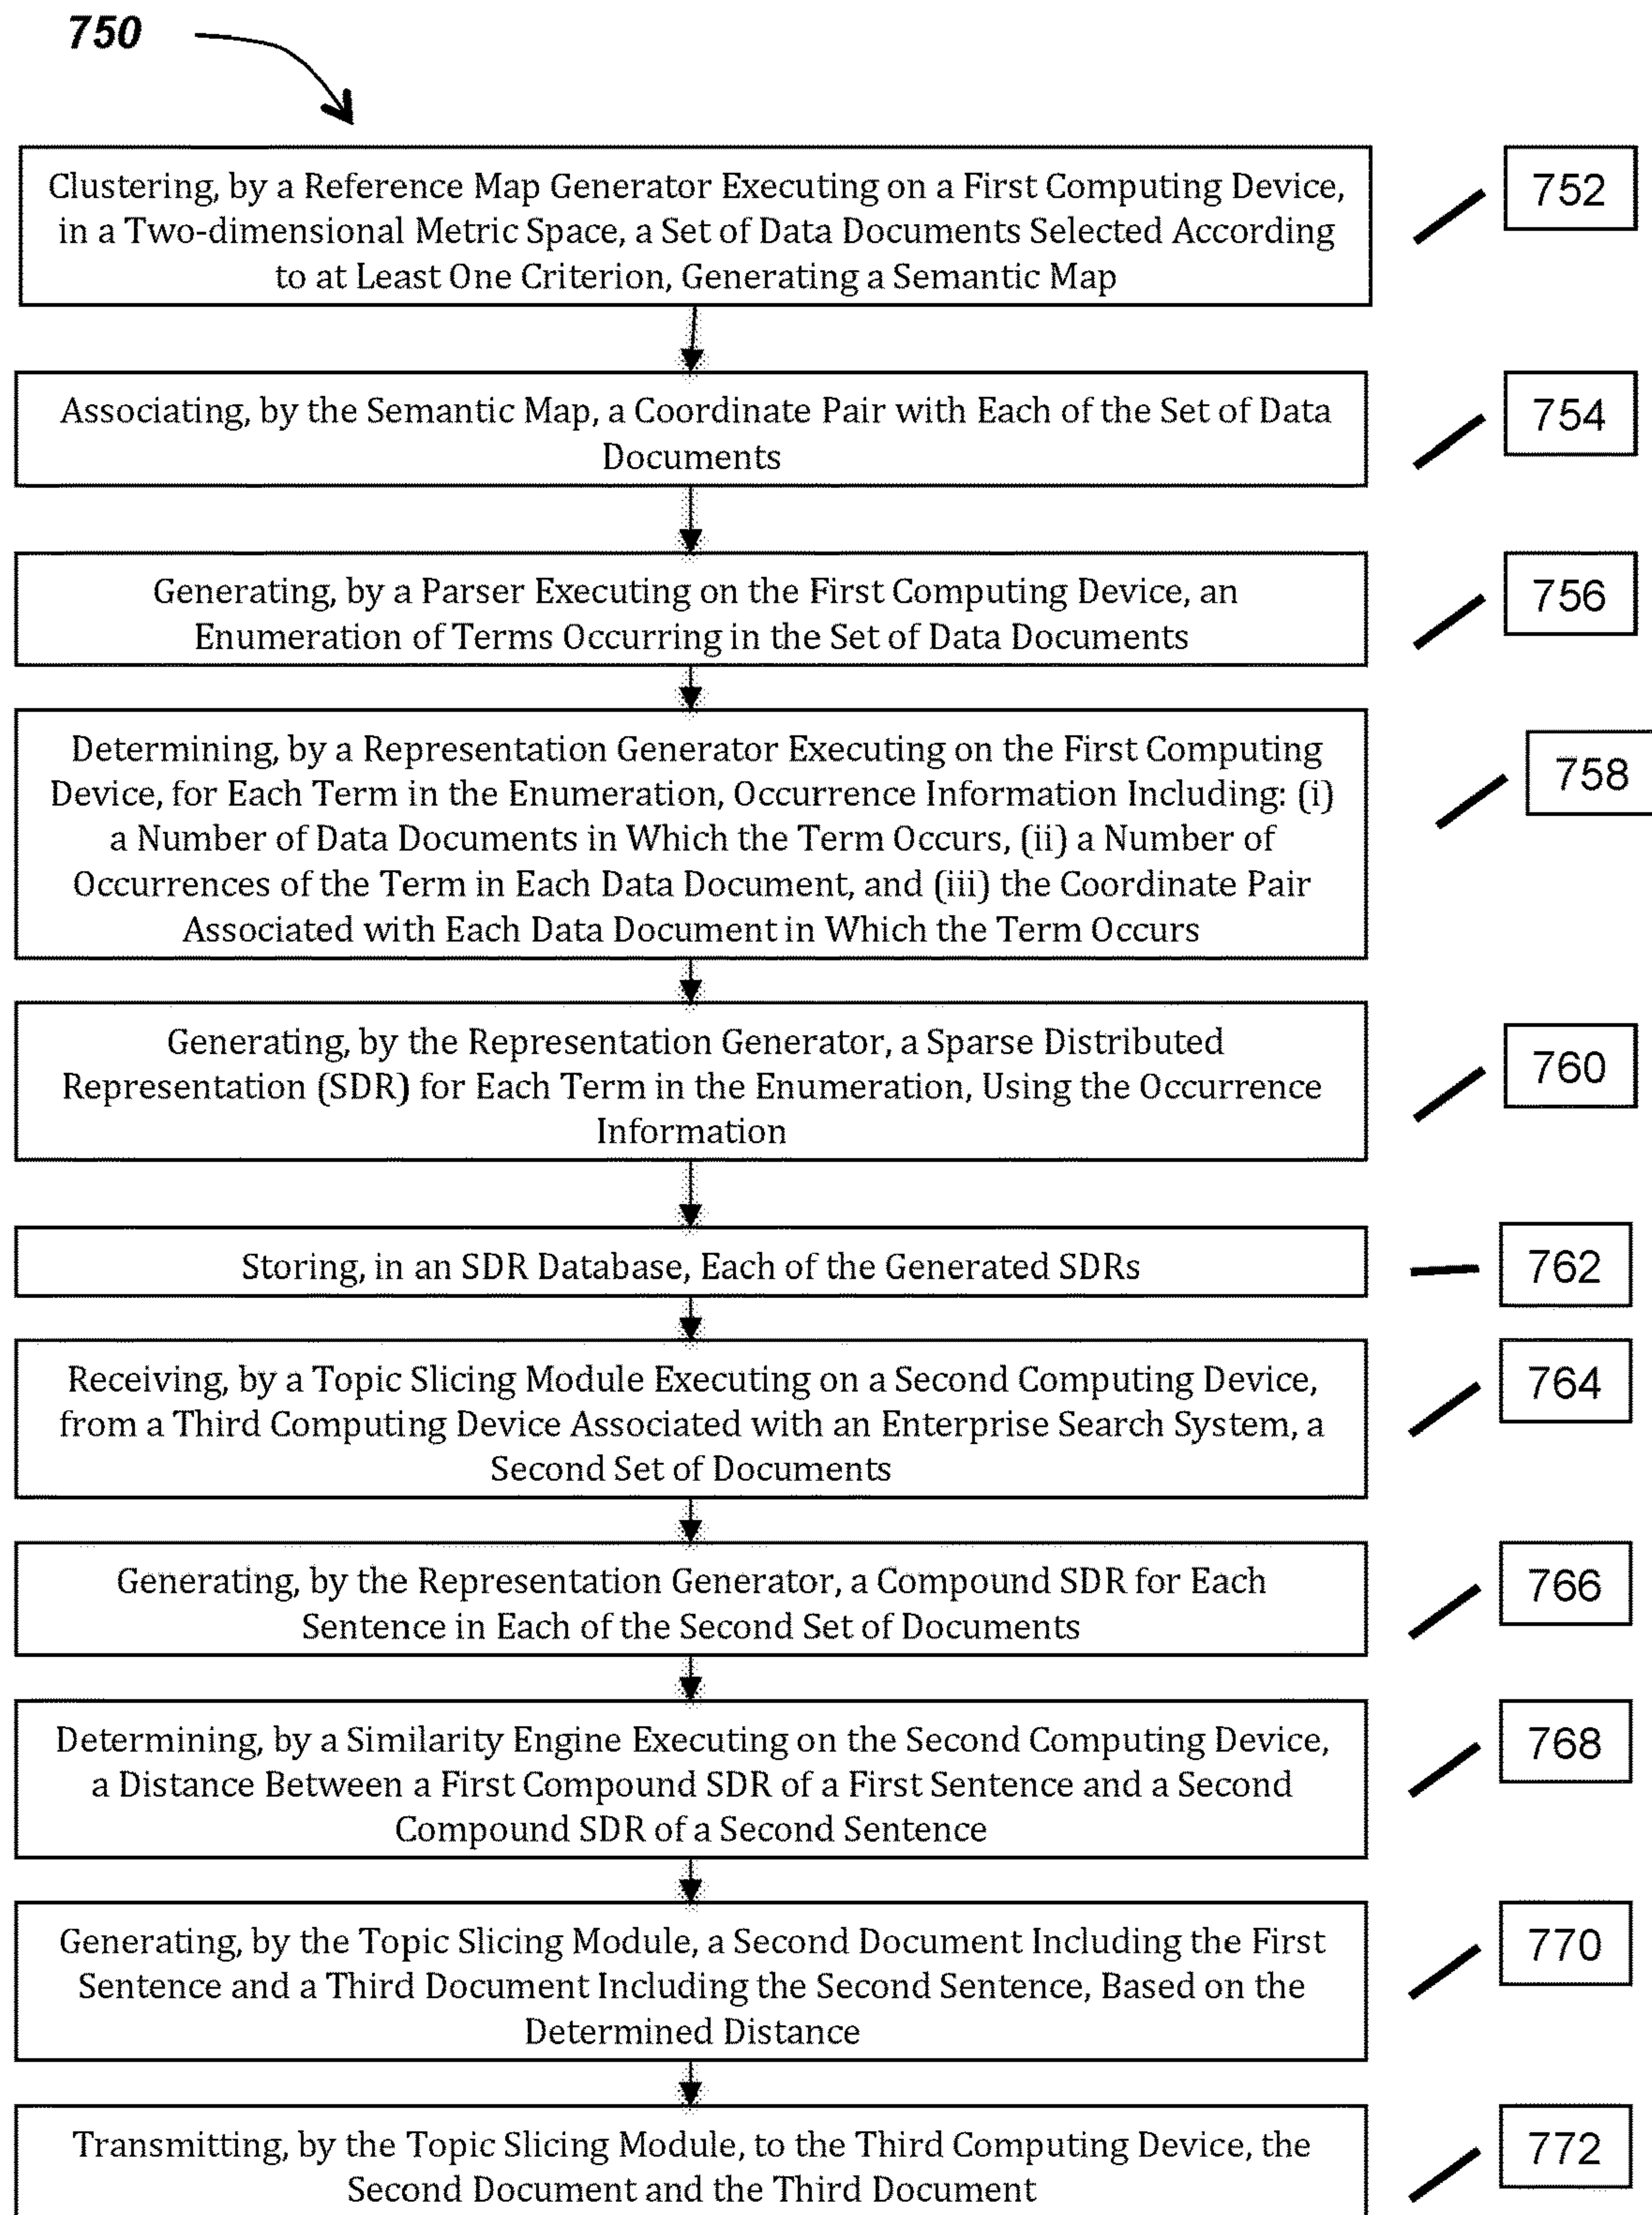 750
Clustering, by a Reference Map Generator Executing on a First Computing Device,
in a Two-dimensional Metric Space, a Set of Data Documents Selected According
to at Least One Criterion, Generating a Semantic Map
752
Associating, by the Semantic Map, a Coordinate Pair with Each of the Set of Data
Documents
754
Generating, by a Parser Executing on the First Computing Device, an
Enumeration of Terms Occurring in the Set of Data Documents
756
Determining, by a Representation Generator Executing on the First Computing
Device, for Each Term in the Enumeration, Occurrence Information Including: (i)
a Number of Data Documents in Which the Term Occurs, (ii) a Number of
Occurrences of the Term in Each Data Document, and (iii) the Coordinate Pair
Associated with Each Data Document in Which the Term Occurs
758
Generating, by the Representation Generator, a Sparse Distributed
Representation (SDR) for Each Term in the Enumeration, Using the Occurrence
Information
760
Storing, in an SDR Database, Each of the Generated SDRs
762
Receiving, by a Topic Slicing Module Executing on a Second Computing Device,
from a Third Computing Device Associated with an Enterprise Search System, a
Second Set of Documents
764
Generating, by the Representation Generator, a Compound SDR for Each
Sentence in Each of the Second Set of Documents
766
Determining, by a Similarity Engine Executing on the Second Computing Device,
a Distance Between a First Compound SDR of a First Sentence and a Second
Compound SDR of a Second Sentence
768
Generating, by the Topic Slicing Module, a Second Document Including the First
Sentence and a Third Document Including the Second Sentence, Based on the
Determined Distance
770
Transmitting, by the Topic Slicing Module, to the Third Computing Device, the
Second Document and the Third Document
772